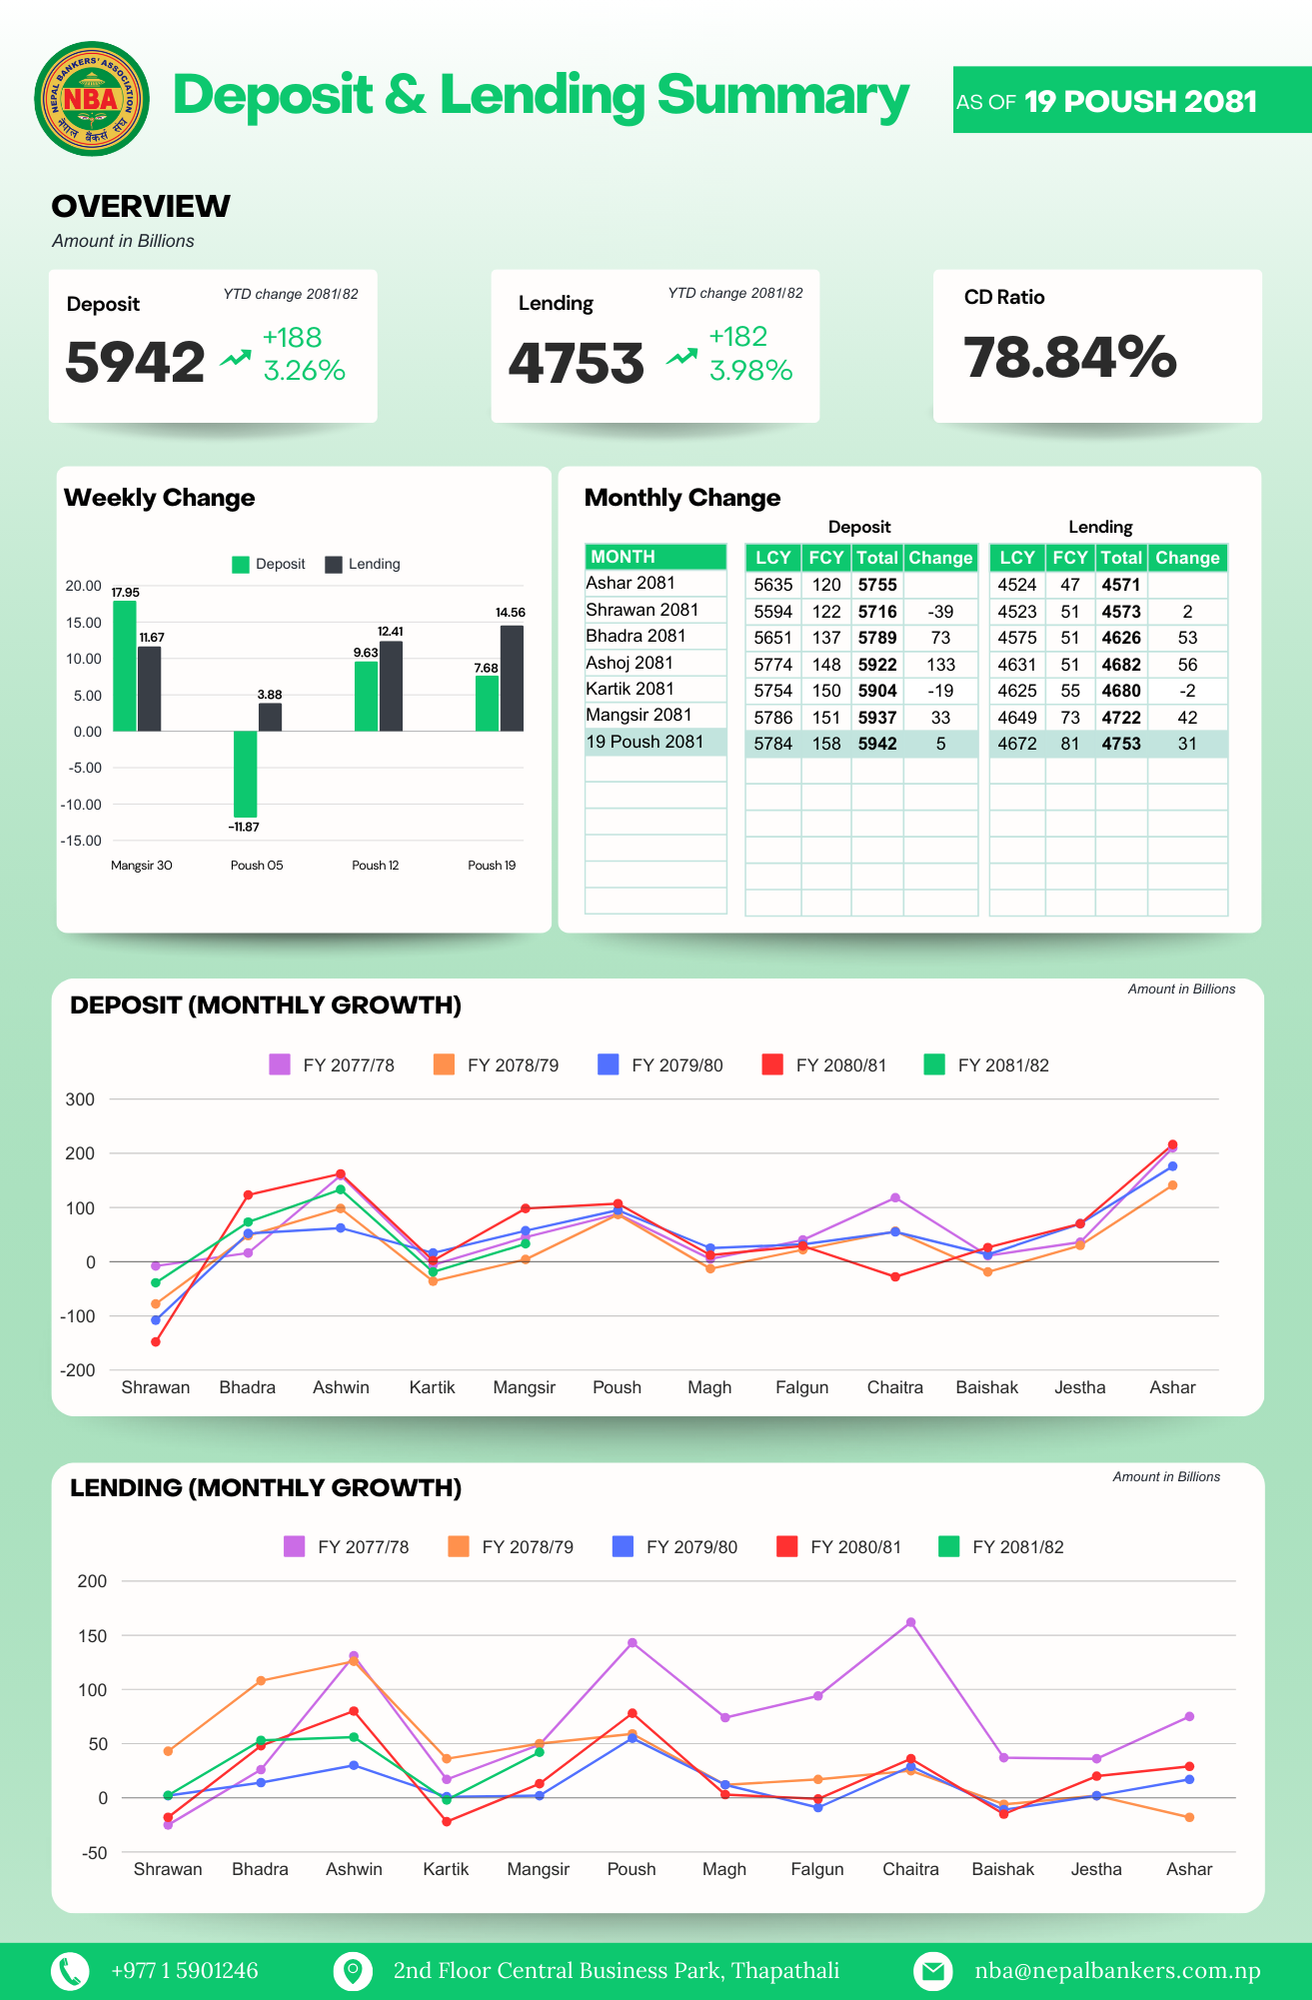 NEPAL BANKERS' ASSOCIATION
NBA
नेपाल बैंकर्स संघ
Deposit & Lending Summary
AS OF 19 POUSH 2081
OVERVIEW
Amount in Billions
Deposit
YTD change 2081/82
5942
+188
3.26%
Lending
YTD change 2081/82
4753
+182
3.98%
CD Ratio
78.84%
Weekly Change
Deposit Lending
20.00
15.00
10.00
5.00
0.00
-5.00
-10.00
-15.00
17.95
11.67
-11.87
3.88
9.63
12.41
7.68
14.56
Mangsir 30 Poush 05 Poush 12 Poush 19
Monthly Change
Deposit Lending
MONTH LCY FCY Total Change LCY FCY Total Change
Ashar 2081 5635 120 5755 4524 47 4571
Shrawan 2081 5594 122 5716 -39 4523 51 4573 2
Bhadra 2081 5651 137 5789 73 4575 51 4626 53
Ashoj 2081 5774 148 5922 133 4631 51 4682 56
Kartik 2081 5754 150 5904 -19 4625 55 4680 -2
Mangsir 2081 5786 151 5937 33 4649 73 4722 42
19 Poush 2081 5784 158 5942 5 4672 81 4753 31
DEPOSIT (MONTHLY GROWTH)
Amount in Billions
FY 2077/78 FY 2078/79 FY 2079/80 FY 2080/81 FY 2081/82
300
200
100
0
-100
-200
Shrawan Bhadra Ashwin Kartik Mangsir Poush Magh Falgun Chaitra Baishak Jestha Ashar
LENDING (MONTHLY GROWTH)
Amount in Billions
FY 2077/78 FY 2078/79 FY 2079/80 FY 2080/81 FY 2081/82
200
150
100
50
0
-50
Shrawan Bhadra Ashwin Kartik Mangsir Poush Magh Falgun Chaitra Baishak Jestha Ashar
+977 1 5901246
2nd Floor Central Business Park, Thapathali
nba@nepalbankers.com.np